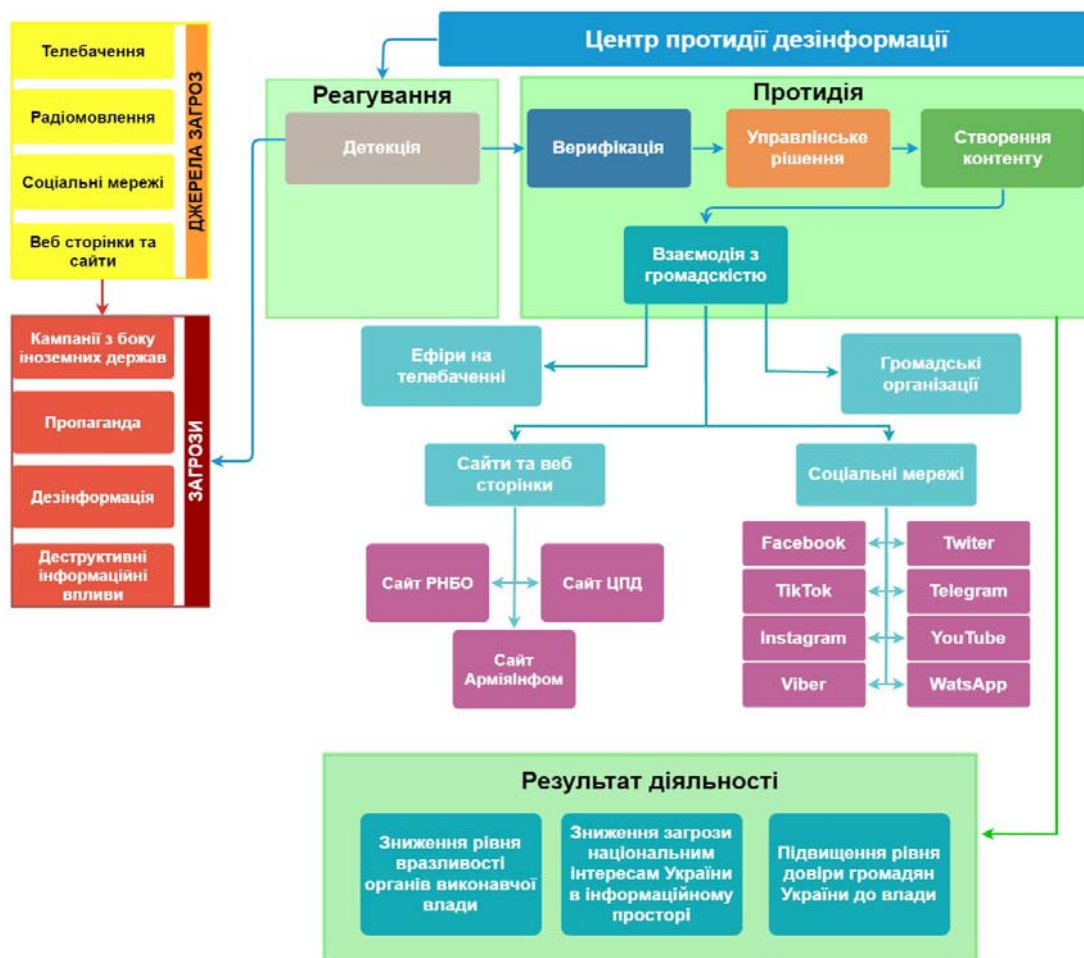 Центр протидії дезінформації
Телебачення
Радіомовлення
Соціальні мережі
Веб сторінки та
сайти
ДЖЕРЕЛА ЗАГРОЗ
Кампанії з боку
іноземних держав
Пропаганда
Дезінформація
Деструктивні
інформаційні
впливи
ЗАГРОЗИ
Реагування
Детекція
Протидія
Верифікація
Управлінське
рішення
Створення
контенту
Взаємодія з
громадскістю
Ефіри на
телебаченні
Громадські
організації
Сайти та веб
сторінки
Соціальні мережі
Сайт РНБО
Сайт ЦПД
Сайт
АрміяІнфом
Facebook
Twiter
TikTok
Telegram
Instagram
YouTube
Viber
WatsApp
Результат діяльності
Зниження рівня
вразливості
органів виконавчої
влади
Зниження загрози
національним
інтересам України
в інформаційному
просторі
Підвищення рівня
довіри громадян
України до влади